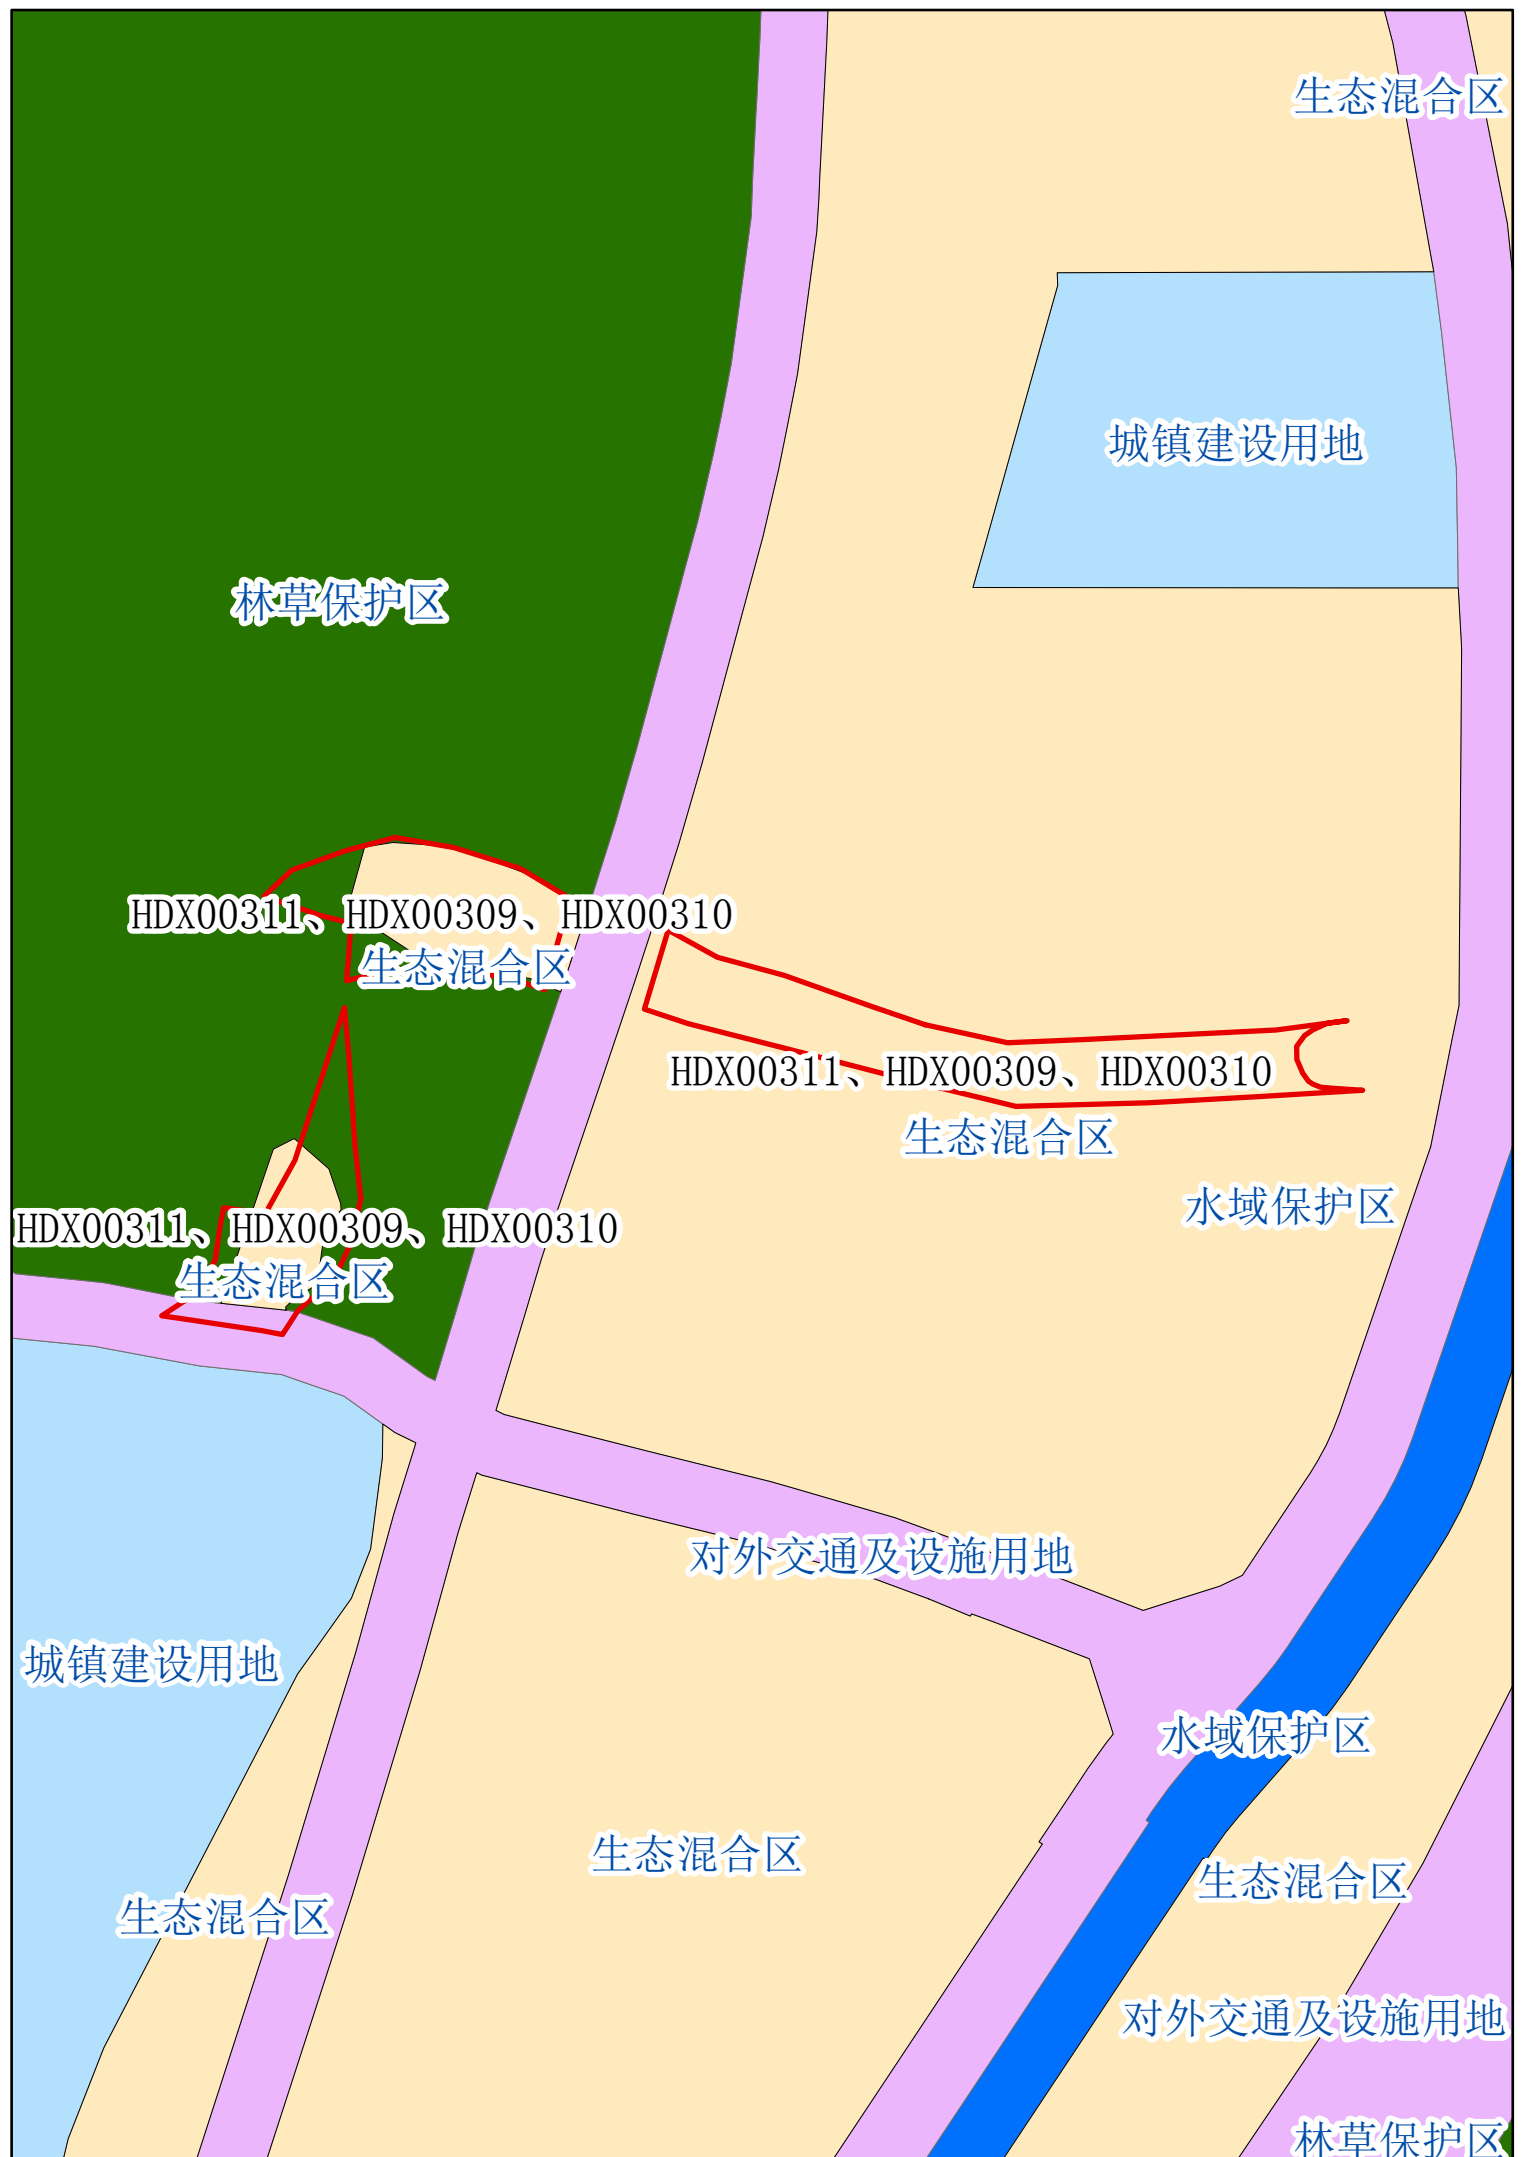 生态混合区
城镇建设用地
林草保护区
HDX00311、HDX00309、HDX00310
生态混合区
HDX00311、HDX00309、HDX00310
生态混合区
水域保护区
HDX00311、HDX00309、HDX00310
生态混合区
对外交通及设施用地
城镇建设用地
水域保护区
生态混合区
生态混合区
生态混合区
对外交通及设施用地
林草保护区